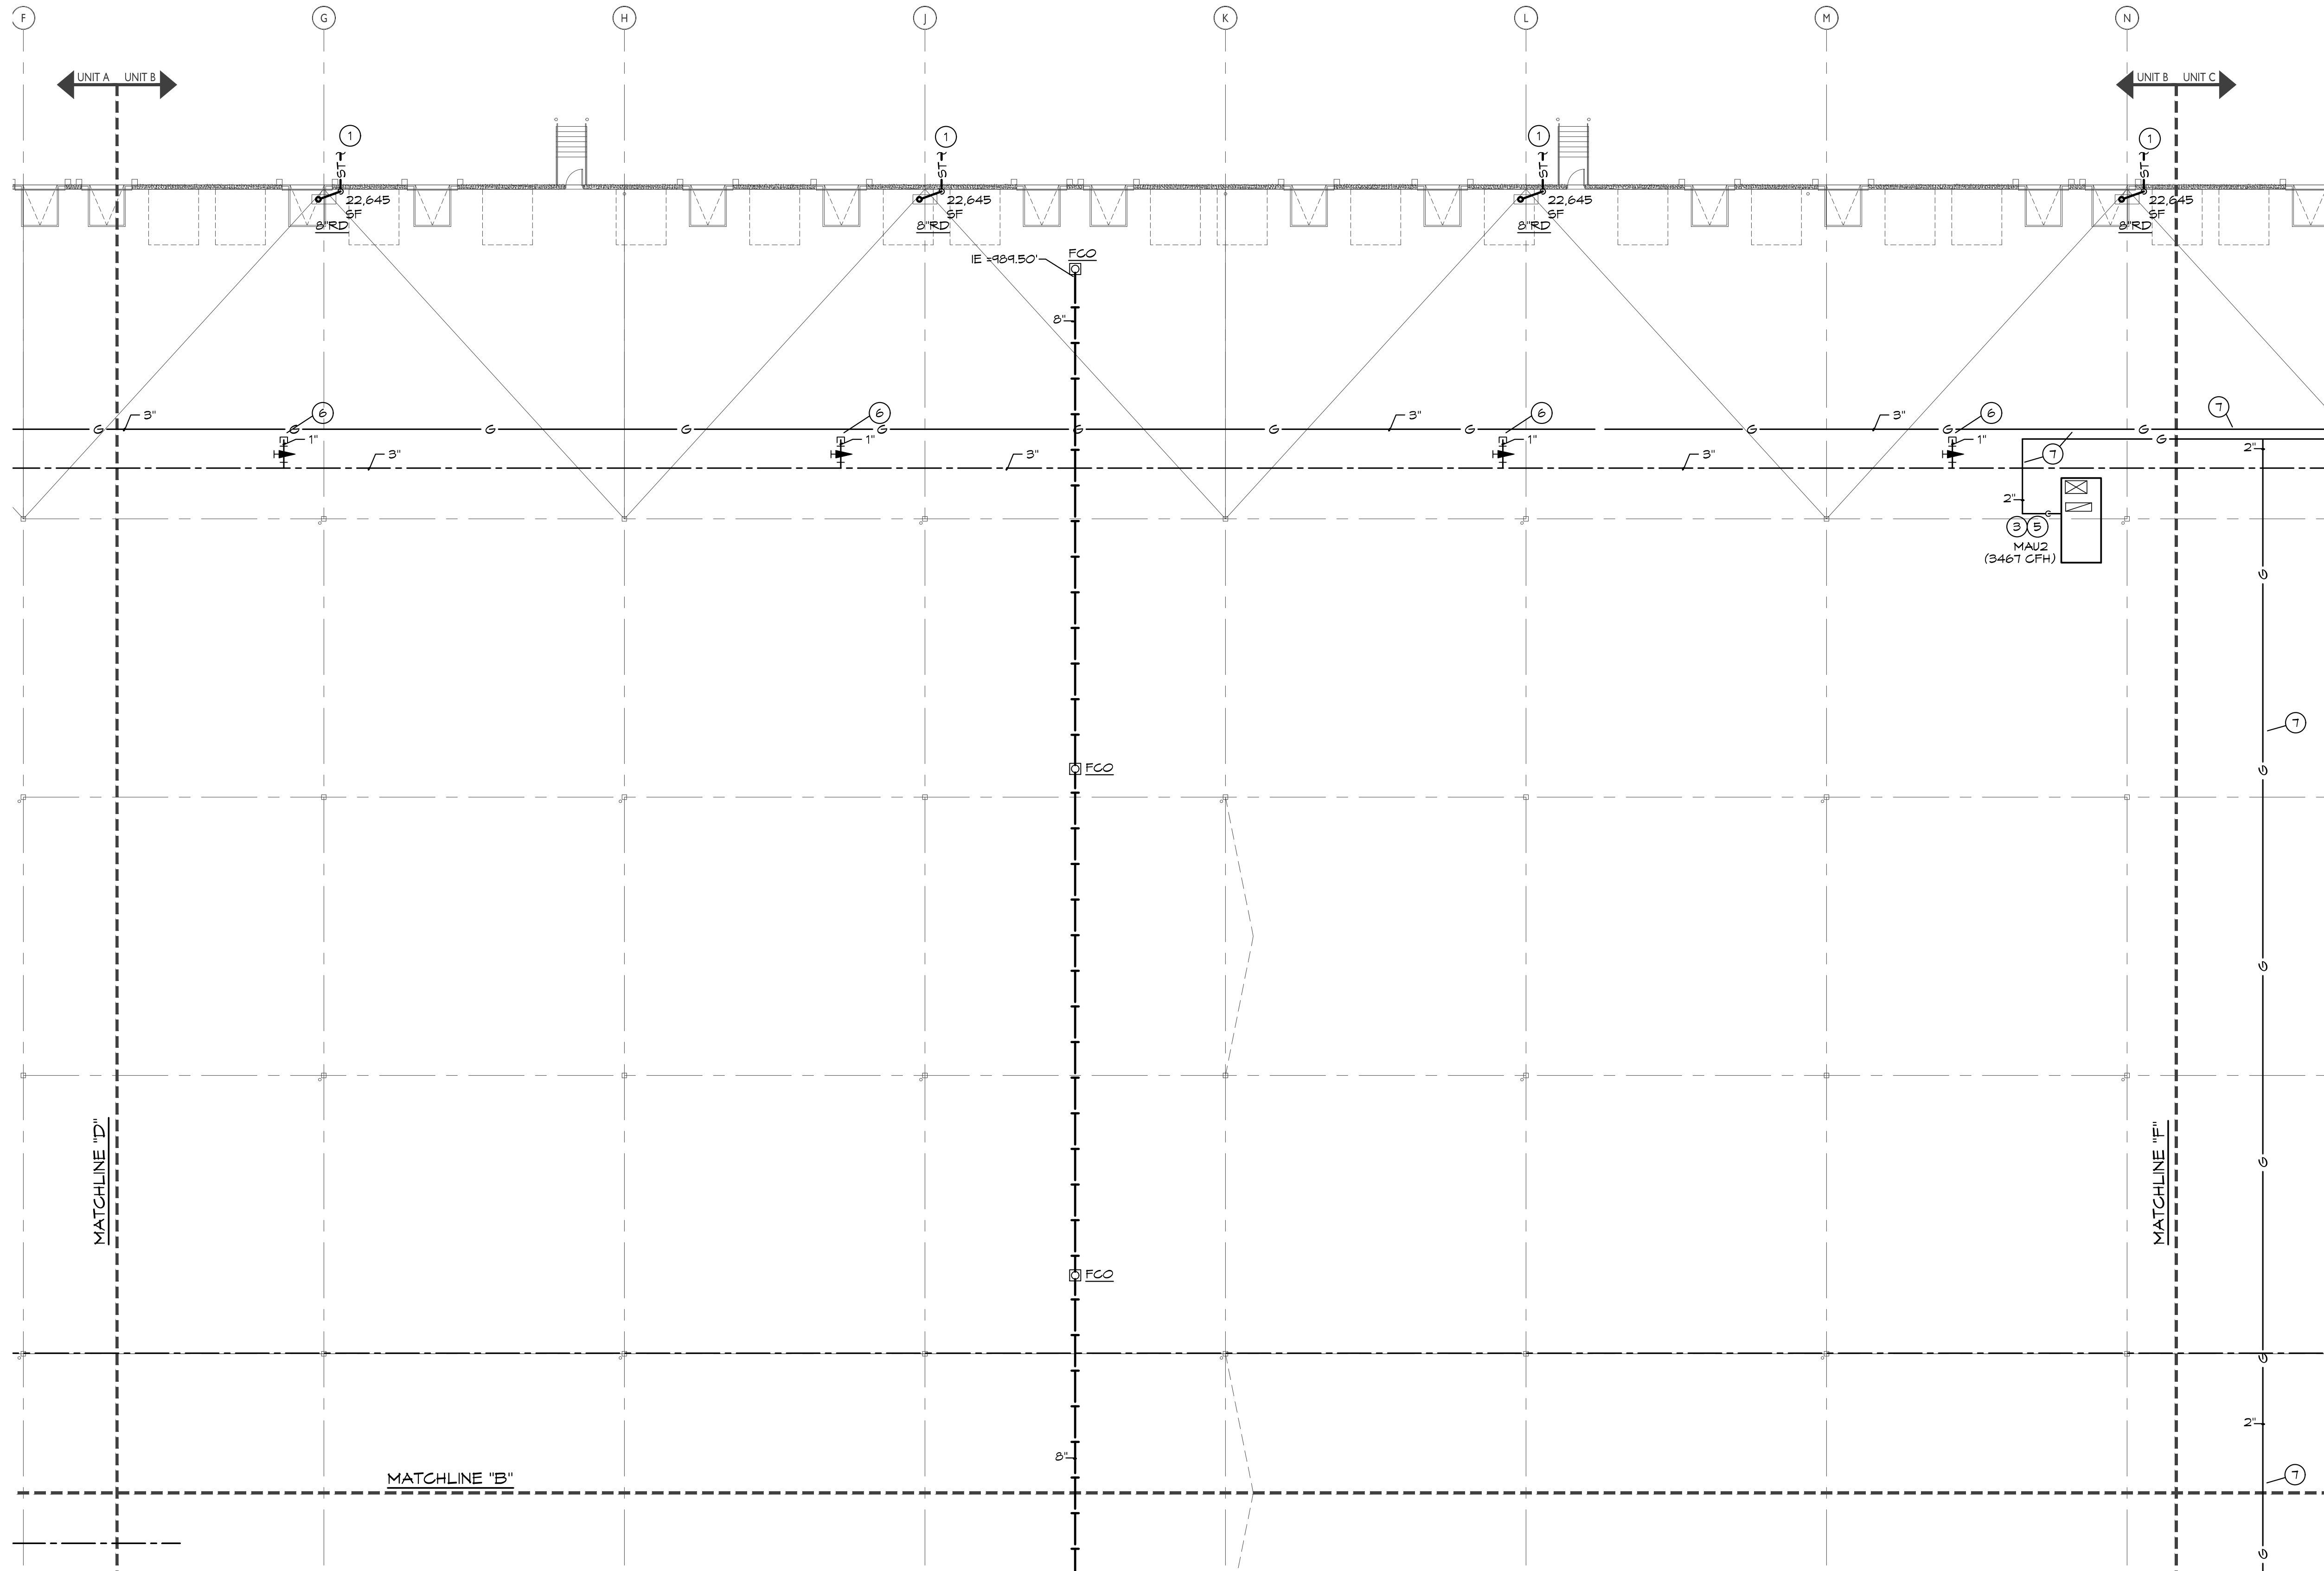 F G H J K L M N
UNIT A UNIT B
UNIT B UNIT C
1 1 1 1
ST ST ST ST
22,645 22,645 22,645 22,645
SF SF SF SF
8"RD 8"RD 8"RD 8"RD
IE =989.50'
FCO
8"
7
6 6 6 6
3" 3" 3"
G G G G G G G G G G G
1" 1" 1" 1"
G
2"
3" 3" 3"
7
2"
G
3 5
MAU2
(3467 CFH)
G
7
FCO
G
G
MATCHLINE "D"
MATCHLINE "F"
G
FCO
G
2"
8"
MATCHLINE "B"
7
G